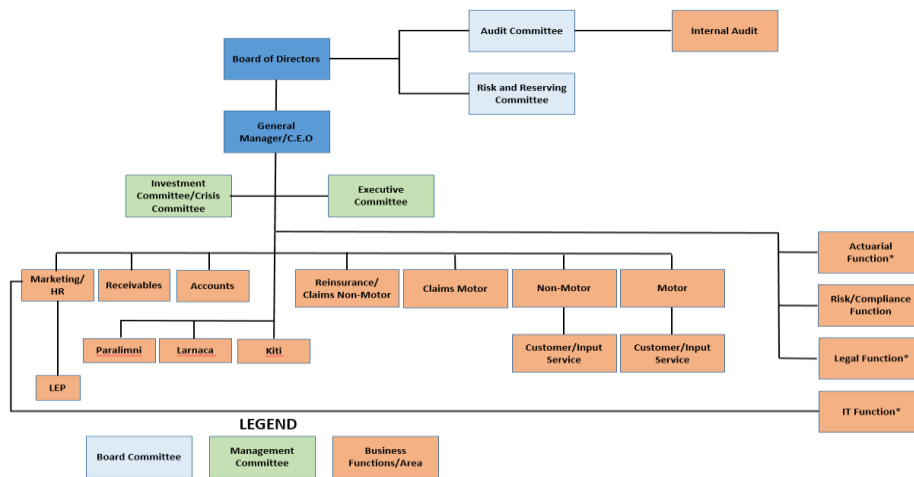 Audit Committee
Internal Audit
Board of Directors
Risk and Reserving
Committee
General
Manager/C.E.O
Investment
Committee/Crisis
Committee
Executive
Committee
Actuarial
Function*
Marketing/
HR
Receivables
Accounts
Reinsurance/
Claims Non-Motor
Claims Motor
Non-Motor
Motor
Risk/Compliance
Function
Paralimni
Larnaca
Kiti
Customer/Input
Service
Customer/Input
Service
Legal Function*
LEP
IT Function*
LEGEND
Board Committee
Management
Committee
Business
Functions/Area